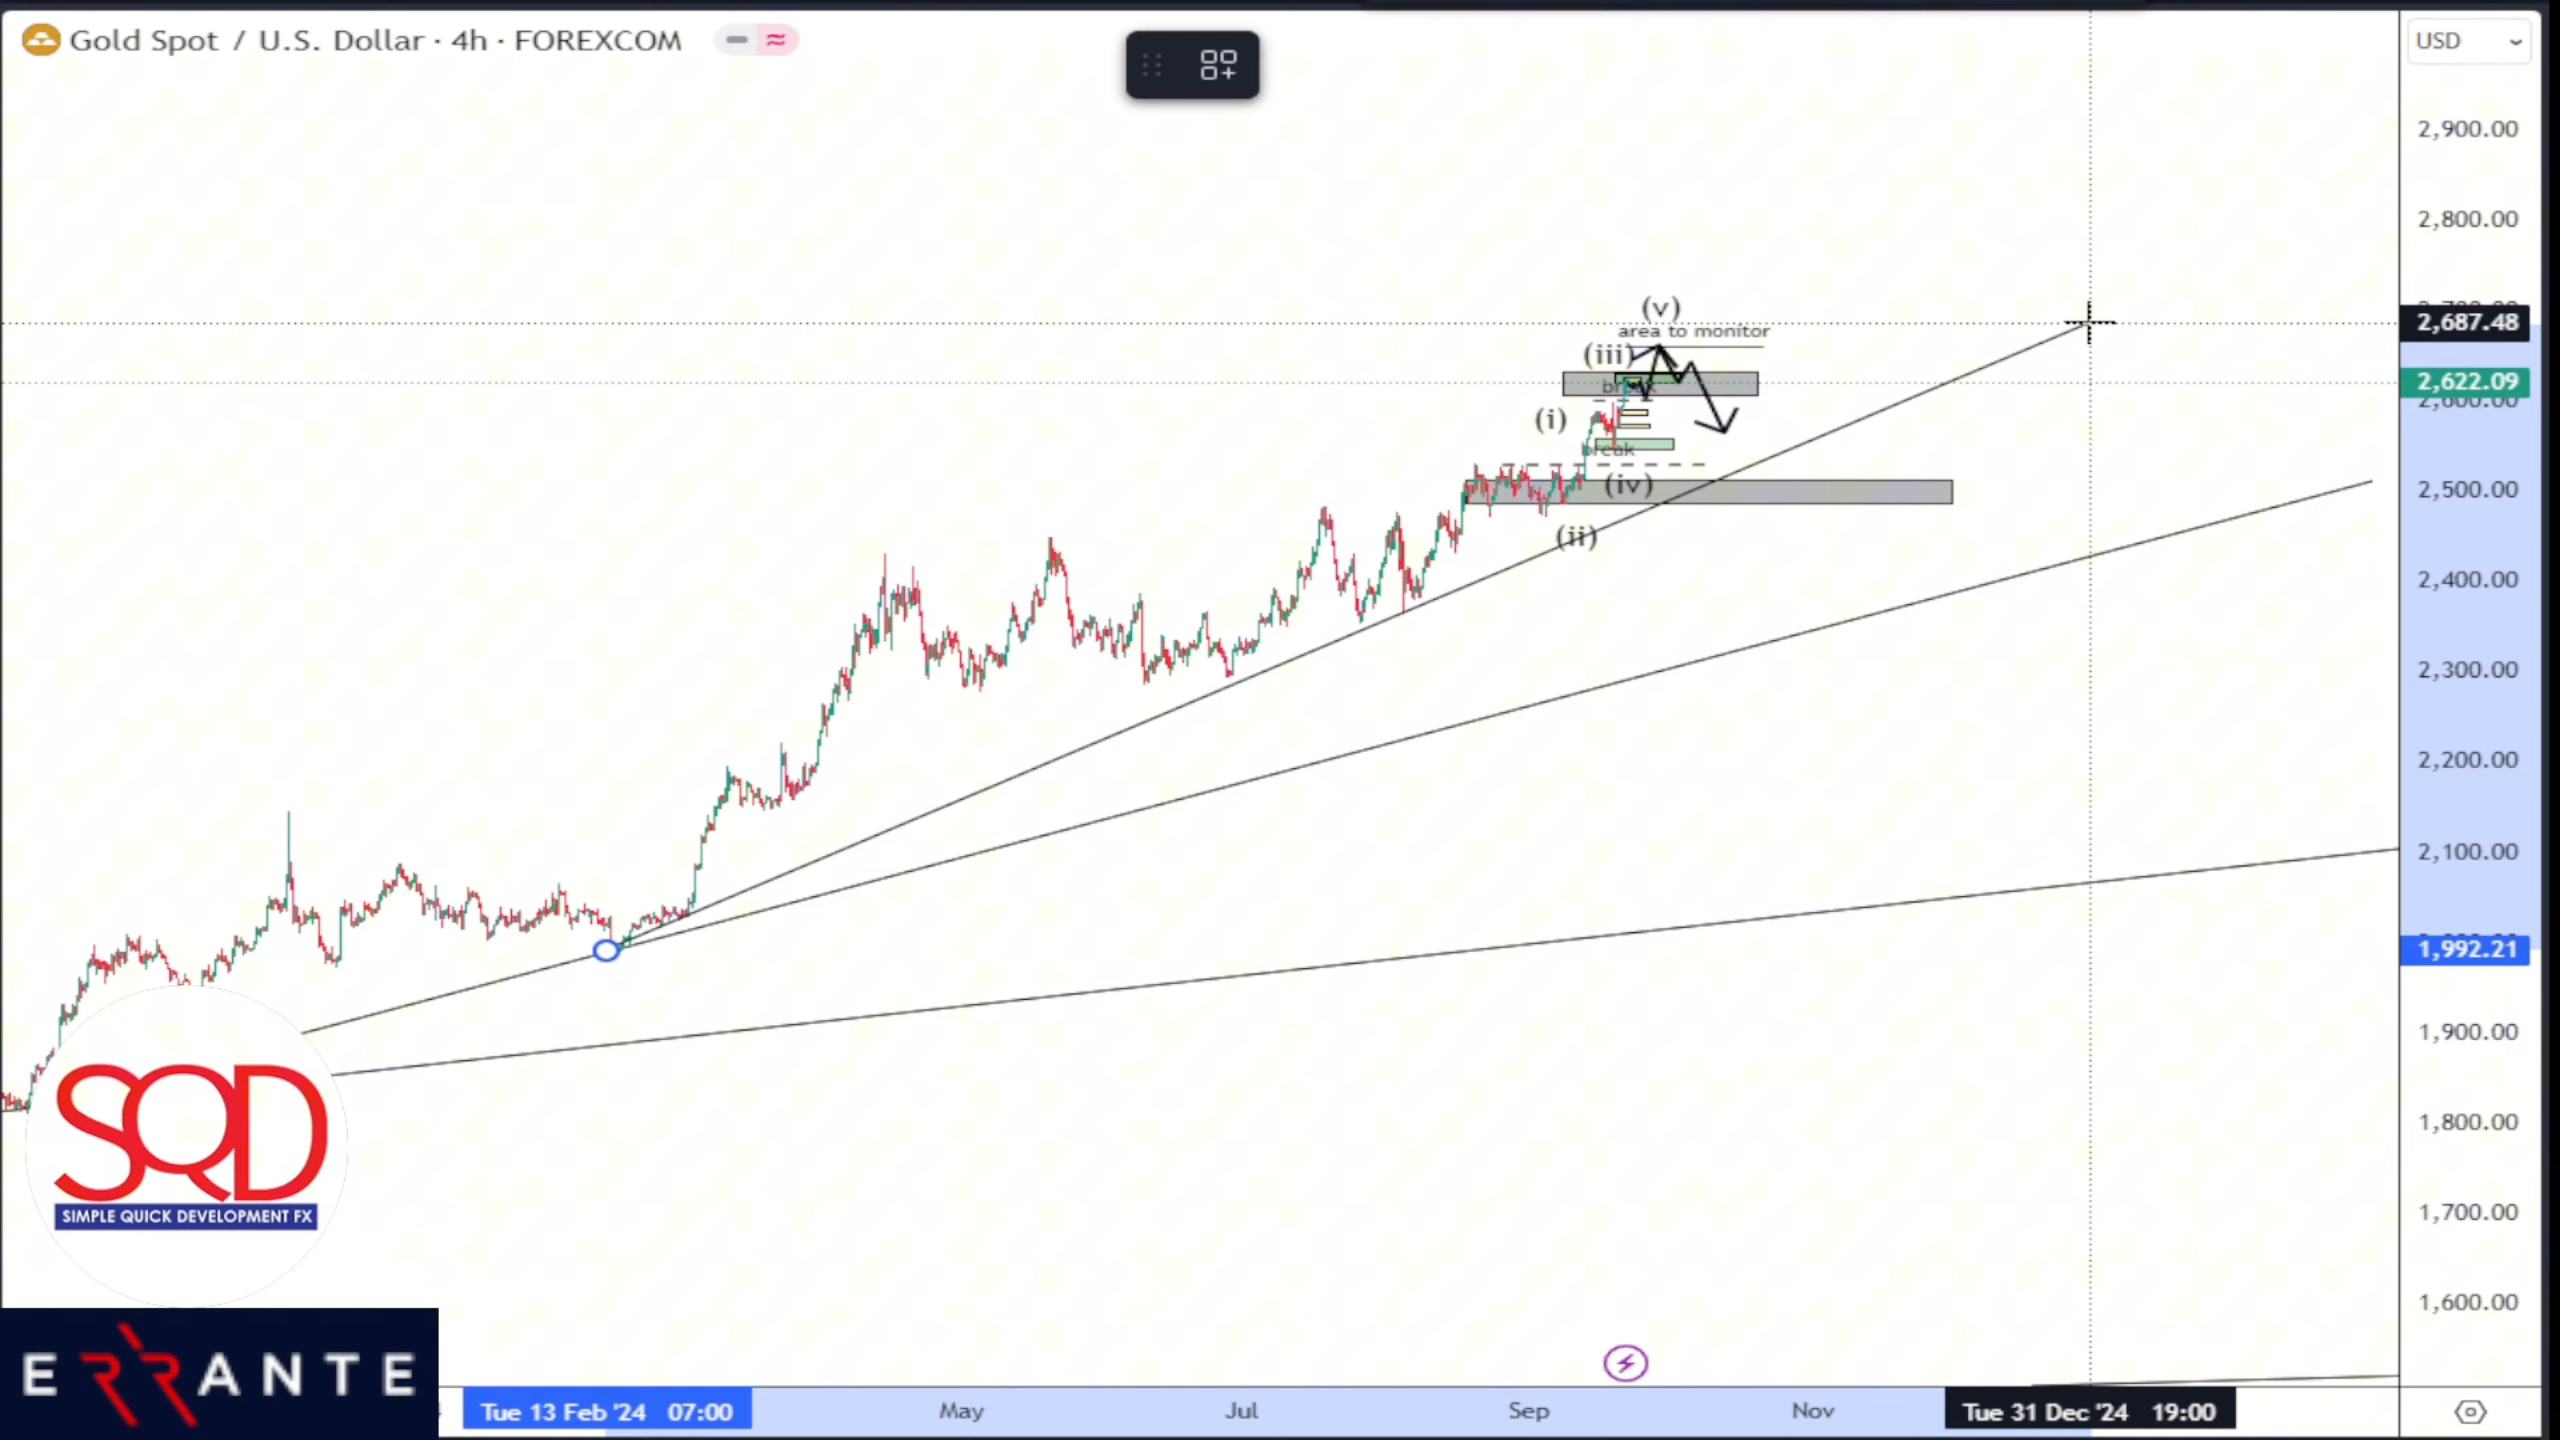 Gold Spot / U.S. Dollar · 4h · FOREXCOM
USD
2,900.00
2,800.00
2,687.48
2,622.09
2,600.00
2,500.00
2,400.00
2,300.00
2,200.00
2,100.00
1,992.21
1,900.00
1,800.00
1,700.00
1,600.00
(v)
area to monitor
(iii)
(i)
break
(iv)
(ii)
SQD
SIMPLE QUICK DEVELOPMENT FX
ERRANTE
Tue 13 Feb '24 07:00
May
Jul
Sep
Nov
Tue 31 Dec '24 19:00